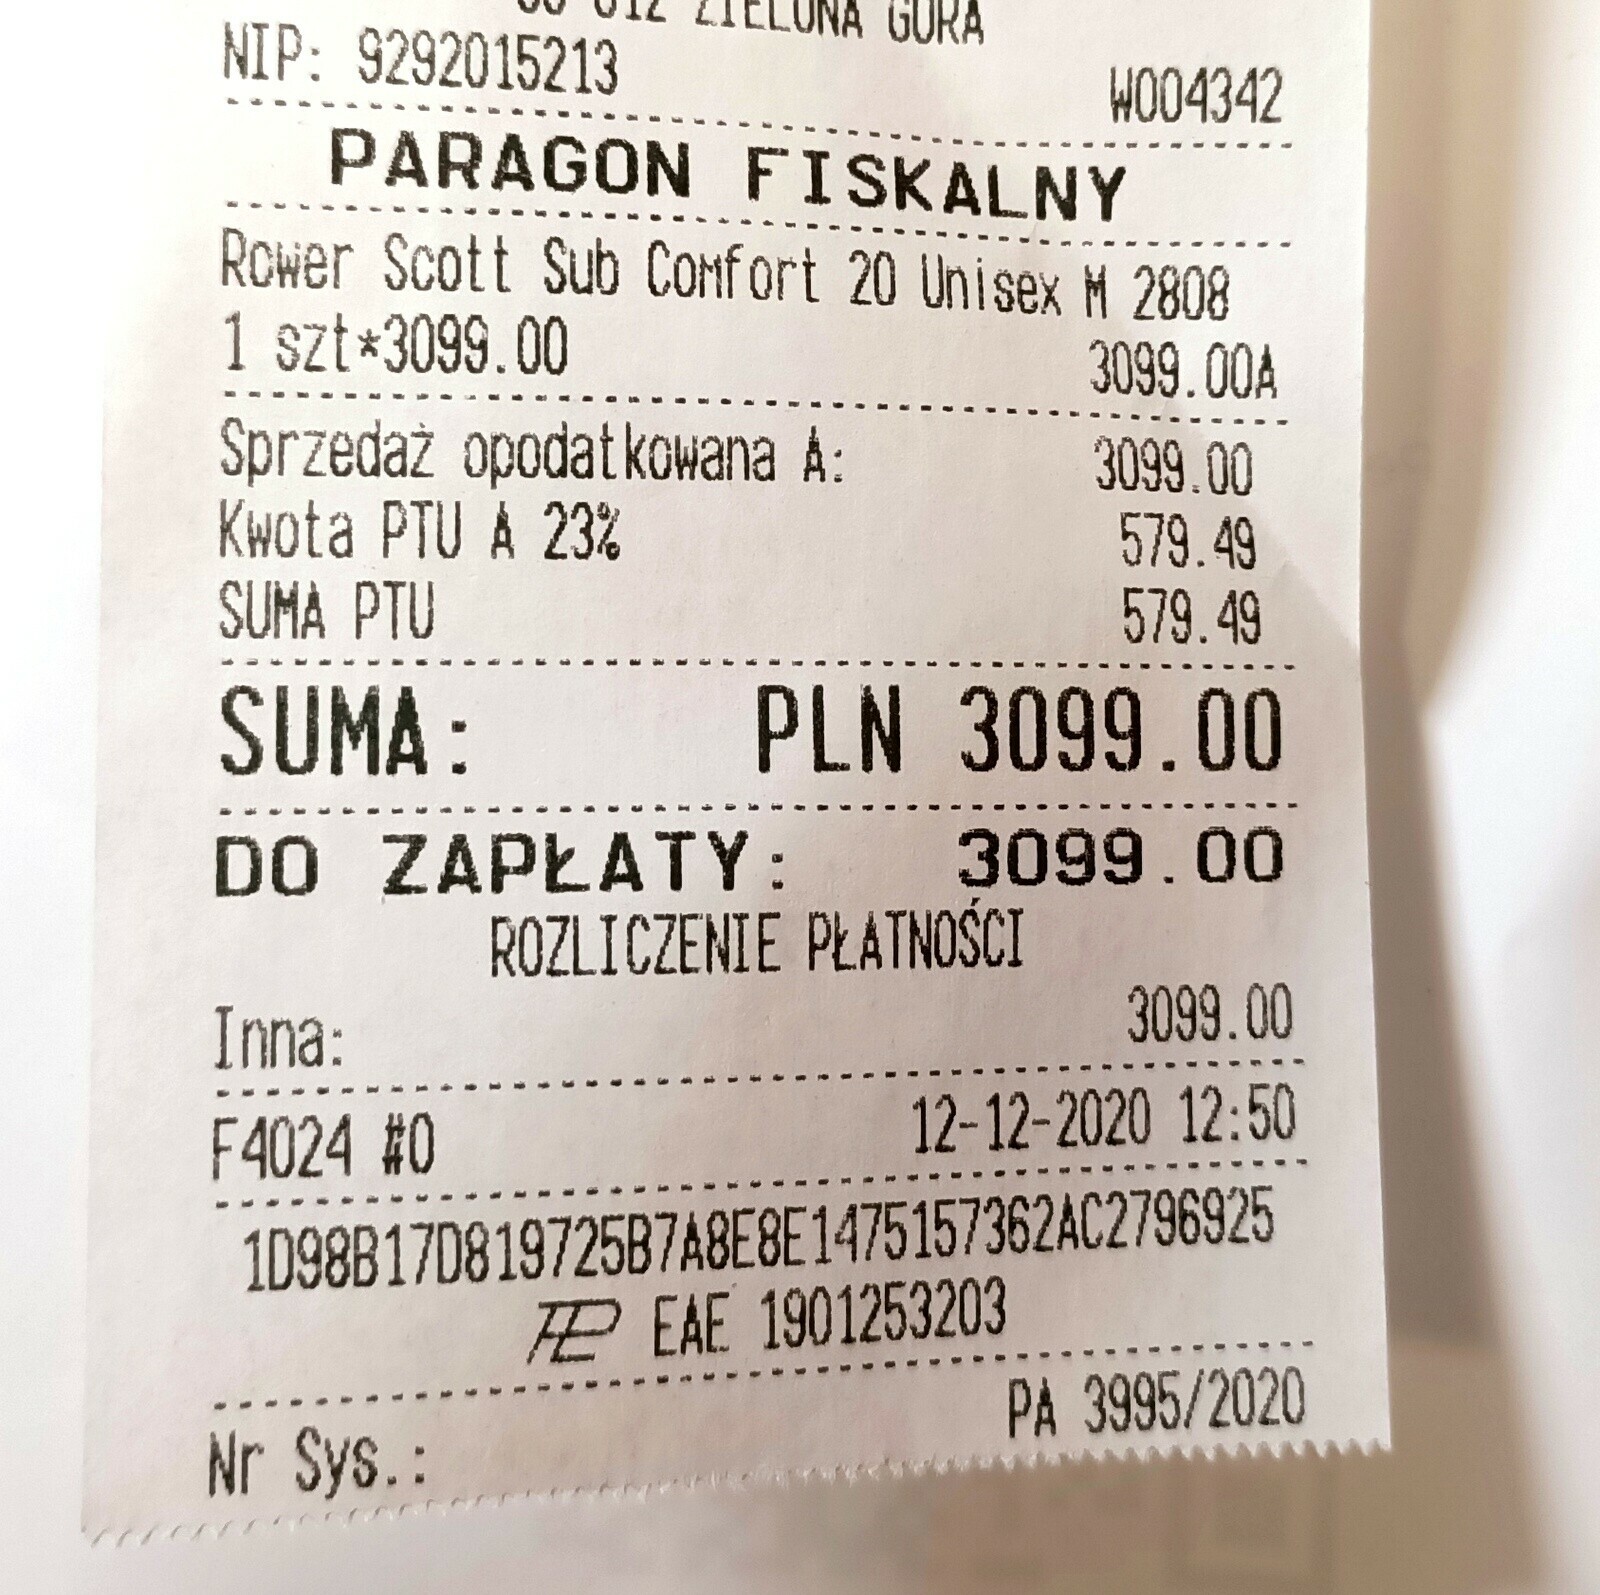 ZIELONA GÓRA
NIP: 9292015213
W004342
PARAGON FISKALNY
Rower Scott Sub Comfort 20 Unisex M 2808
1 szt*3099.00 3099.00A
Sprzedaż opodatkowana A: 3099.00
Kwota PTU A 23% 579.49
SUMA PTU 579.49
SUMA: PLN 3099.00
DO ZAPŁATY: 3099.00
ROZLICZENIE PŁATNOŚCI
Inna: 3099.00
F4024 #0 12-12-2020 12:50
1D98B17D819725B7A8E8E1475157362AC2796925
EAE 1901253203
Nr Sys.: PA 3995/2020